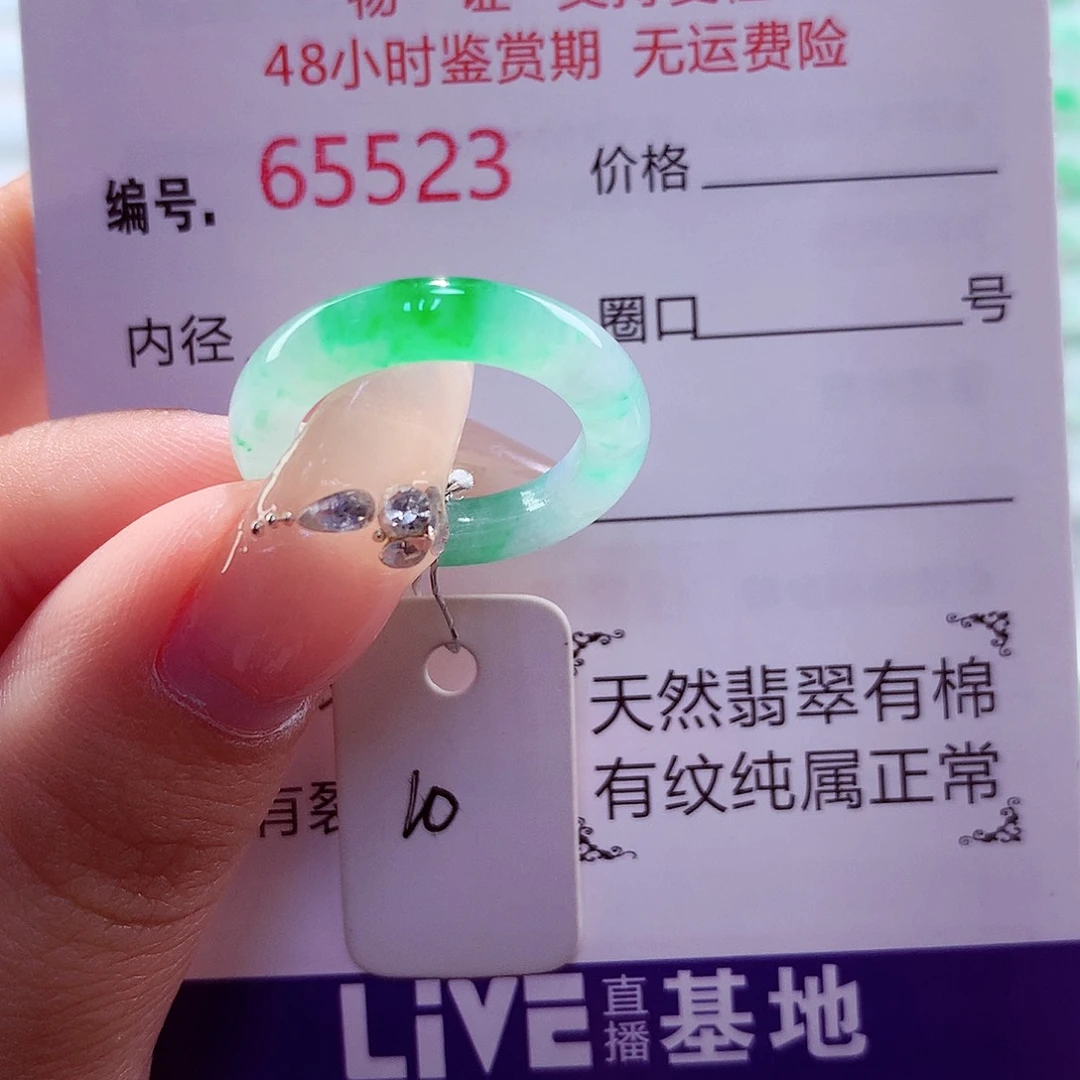 48小时鉴赏期 无运费险
编号. 65523 价格
内径 圈口 号
天然翡翠有棉
有纹纯属正常
有裂
10
LiVE 直播 基地